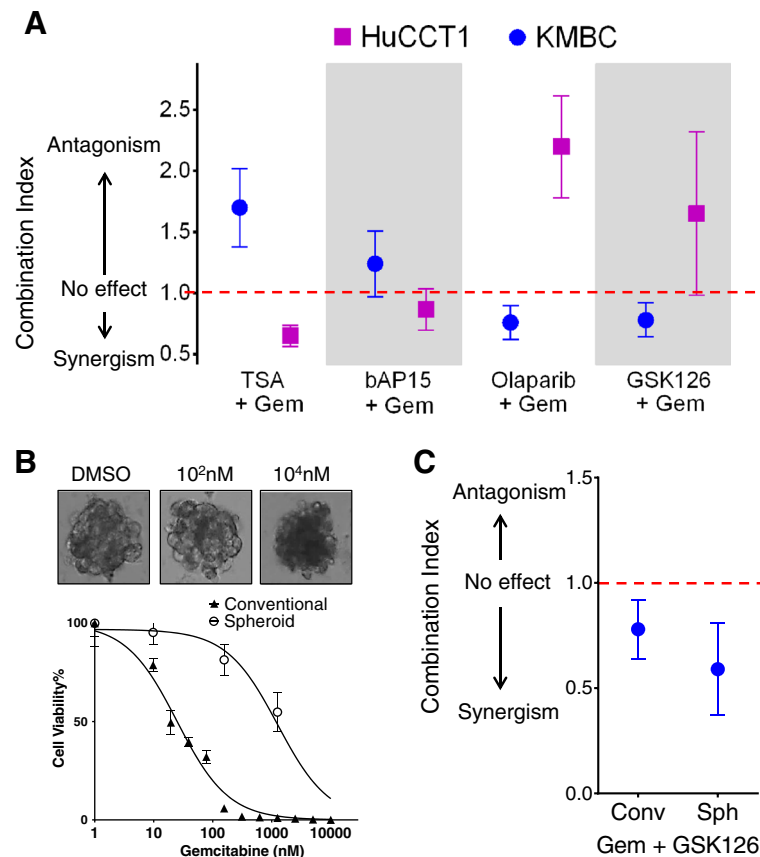 A
HuCCT1 KMBC
Combination Index
Antagonism
No effect
Synergism
2.5
2.0
1.5
1.0
0.5
TSA + Gem
bAP15 + Gem
Olaparib + Gem
GSK126 + Gem
B
DMSO 10²nM 10⁴nM
Conventional
Spheroid
Cell Viability%
100
50
0
1 10 100 1000 10000
Gemcitabine (nM)
C
Combination Index
Antagonism
No effect
Synergism
1.5
1.0
0.5
0.0
Conv Sph
Gem + GSK126